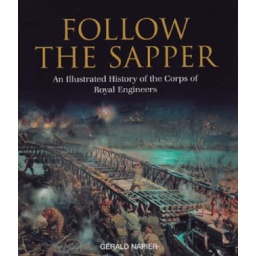 FOLLOW
THE SAPPER
An Illustrated History of the Corps of
Royal Engineers
GERALD NAPIER